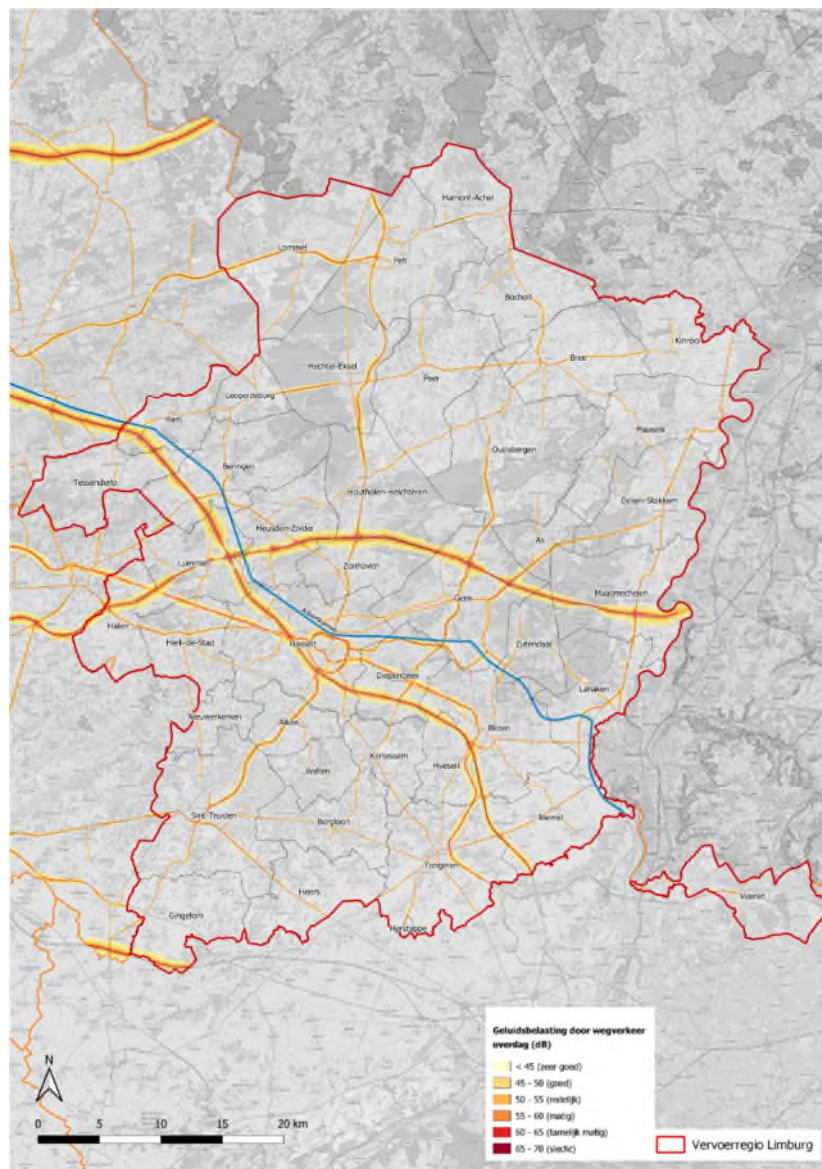 Hamont-Achel
Lommel
Pelt
Bocholt
Kinrooi
Bree
Hechtel-Eksel
Peer
Leopoldsburg
Ham
Maaseik
Oudsbergen
Beringen
Tessenderlo
Houthalen-Helchteren
Dilsen-Stokkem
Heusden-Zolder
As
Lummen
Zonhoven
Genk
Maasmechelen
Halen
Herk-de-Stad
Hasselt
Zutendaal
Diepenbeek
Lanaken
Nieuwerkerken
Alken
Bilzen
Kortessem
Hoeselt
Wellen
Sint-Truiden
Borgloon
Riemst
Tongeren
Heers
Voeren
Gingelom
Herstappe
Geluidsbelasting door wegverkeer
overdag (dB)
< 45 (zeer goed)
45 - 50 (goed)
50 - 55 (redelijk)
55 - 60 (matig)
60 - 65 (tamelijk matig)
65 - 70 (slecht)
Vervoerregio Limburg
N
0 5 10 15 20 km